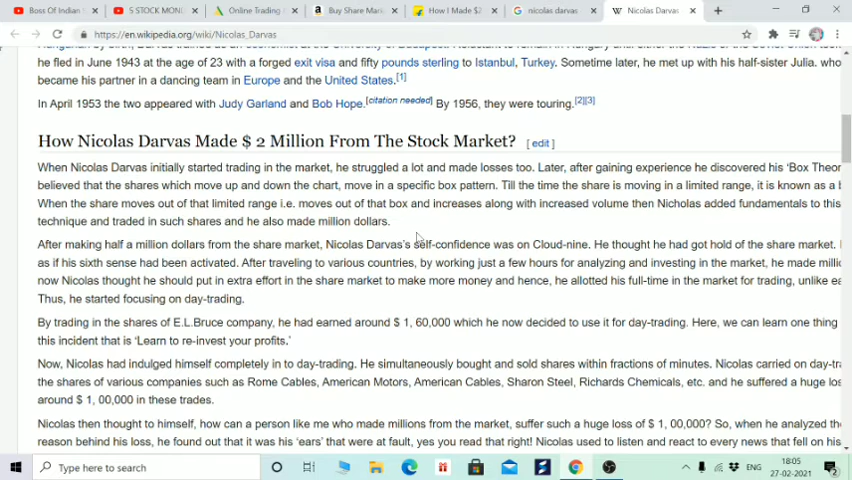 Boss Of Indian S
5 STOCK MONE
Online Trading A
Buy Share Mark
How I Made $2
nicolas darvas
Nicolas Darvas
https://en.wikipedia.org/wiki/Nicolas_Darvas
he fled in June 1943 at the age of 23 with a forged exit visa and fifty pounds sterling to Istanbul, Turkey. Sometime later, he met up with his half-sister Julia. who
became his partner in a dancing team in Europe and the United States.[1]
In April 1953 the two appeared with Judy Garland and Bob Hope.[citation needed] By 1956, they were touring.[2][3]
How Nicolas Darvas Made $ 2 Million From The Stock Market? [ edit ]
When Nicolas Darvas initially started trading in the market, he struggled a lot and made losses too. Later, after gaining experience he discovered his ‘Box Theor
believed that the shares which move up and down the chart, move in a specific box pattern. Till the time the share is moving in a limited range, it is known as a b
When the share moves out of that limited range i.e. moves out of that box and increases along with increased volume then Nicholas added fundamentals to this
technique and traded in such shares and he also made million dollars.
After making half a million dollars from the share market, Nicolas Darvas’s self-confidence was on Cloud-nine. He thought he had got hold of the share market.
as if his sixth sense had been activated. After traveling to various countries, by working just a few hours for analyzing and investing in the market, he made millio
now Nicolas thought he should put in extra effort in the share market to make more money and hence, he allotted his full-time in the market for trading, unlike ea
Thus, he started focusing on day-trading.
By trading in the shares of E.L.Bruce company, he had earned around $ 1, 60,000 which he now decided to use it for day-trading. Here, we can learn one thing
this incident that is ‘Learn to re-invest your profits.’
Now, Nicolas had indulged himself completely in to day-trading. He simultaneously bought and sold shares within fractions of minutes. Nicolas carried on day-tra
the shares of various companies such as Rome Cables, American Motors, American Cables, Sharon Steel, Richards Chemicals, etc. and he suffered a huge los
around $ 1, 00,000 in these trades.
Nicolas then thought to himself, how can a person like me who made millions from the market, suffer such a huge loss of $ 1, 00,000? So, when he analyzed the
reason behind his loss, he found out that it was his ‘ears’ that were at fault, yes you read that right! Nicolas used to listen and react to every news that fell on his
Type here to search
ENG
18:05
27-02-2021
2